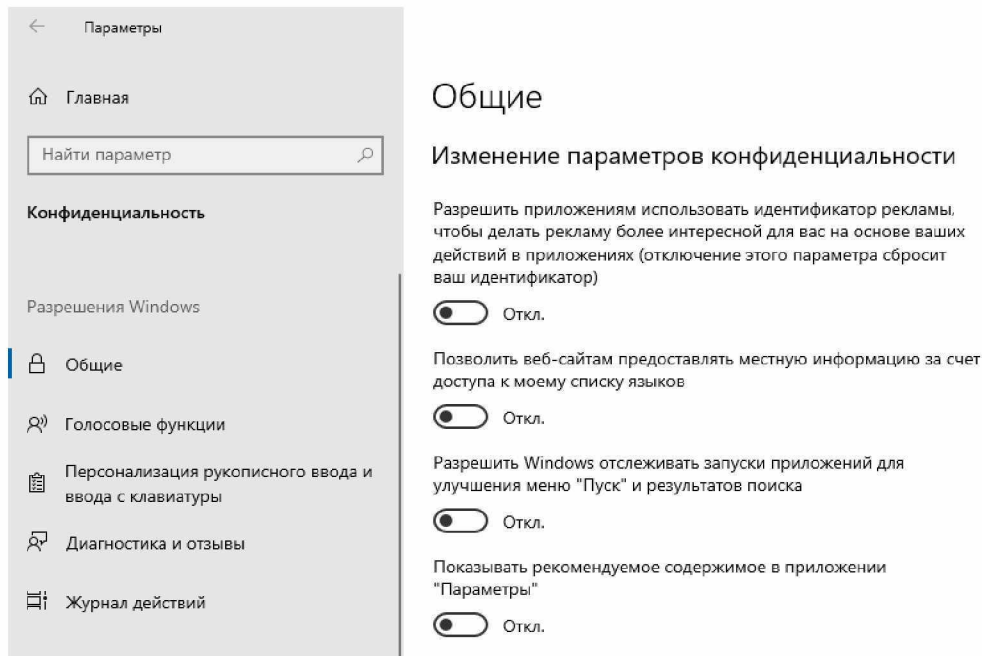 Параметры
Главная
Найти параметр
Конфиденциальность
Разрешения Windows
Общие
Голосовые функции
Персонализация рукописного ввода и
ввода с клавиатуры
Диагностика и отзывы
Журнал действий
Общие
Изменение параметров конфиденциальности
Разрешить приложениям использовать идентификатор рекламы,
чтобы делать рекламу более интересной для вас на основе ваших
действий в приложениях (отключение этого параметра сбросит
ваш идентификатор)
Откл.
Позволить веб-сайтам предоставлять местную информацию за счет
доступа к моему списку языков
Откл.
Разрешить Windows отслеживать запуски приложений для
улучшения меню "Пуск" и результатов поиска
Откл.
Показывать рекомендуемое содержимое в приложении
"Параметры"
Откл.